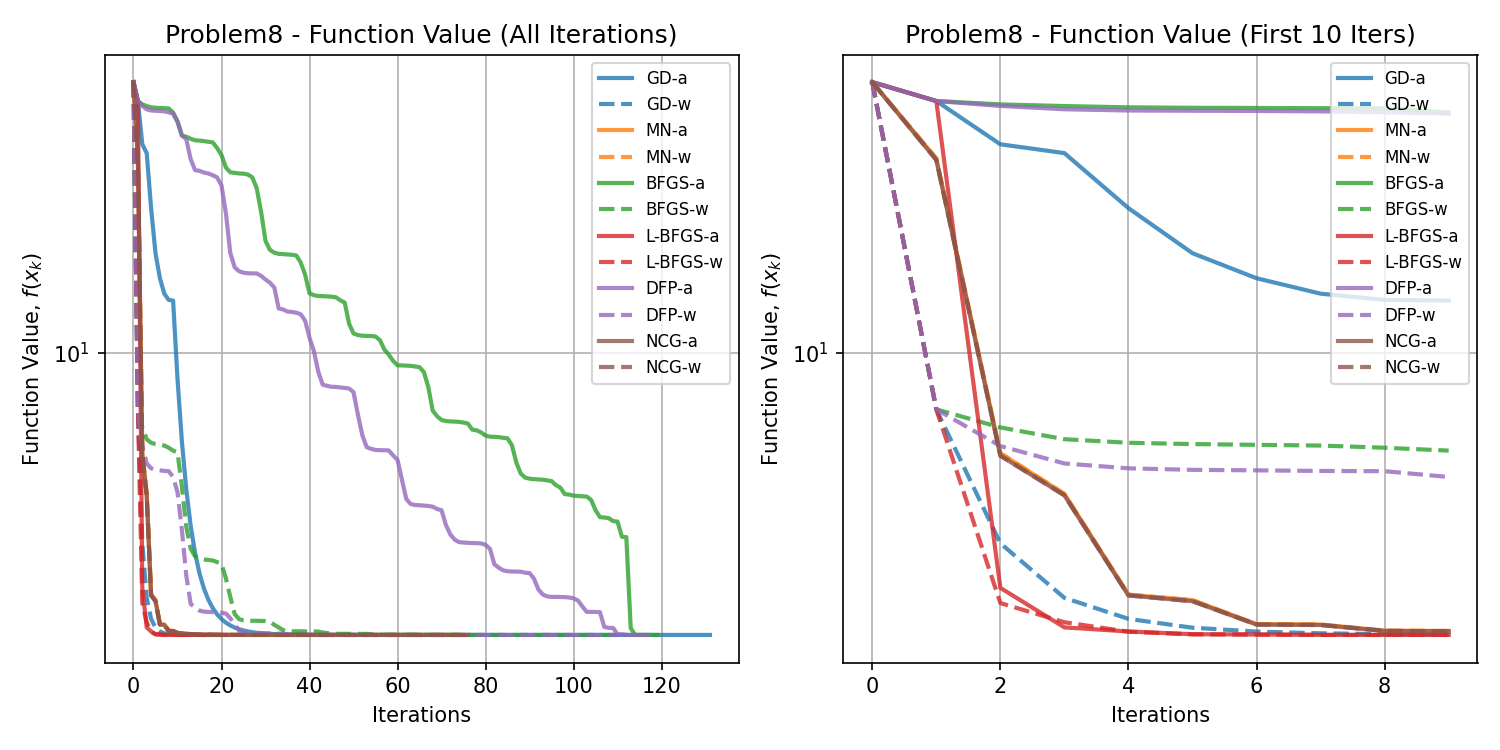 Problem8 - Function Value (All Iterations)
Function Value, f(x_k)
10^1
0 20 40 60 80 100 120
Iterations
GD-a
GD-w
MN-a
MN-w
BFGS-a
BFGS-w
L-BFGS-a
L-BFGS-w
DFP-a
DFP-w
NCG-a
NCG-w
Problem8 - Function Value (First 10 Iters)
Function Value, f(x_k)
10^1
0 2 4 6 8
Iterations
GD-a
GD-w
MN-a
MN-w
BFGS-a
BFGS-w
L-BFGS-a
L-BFGS-w
DFP-a
DFP-w
NCG-a
NCG-w